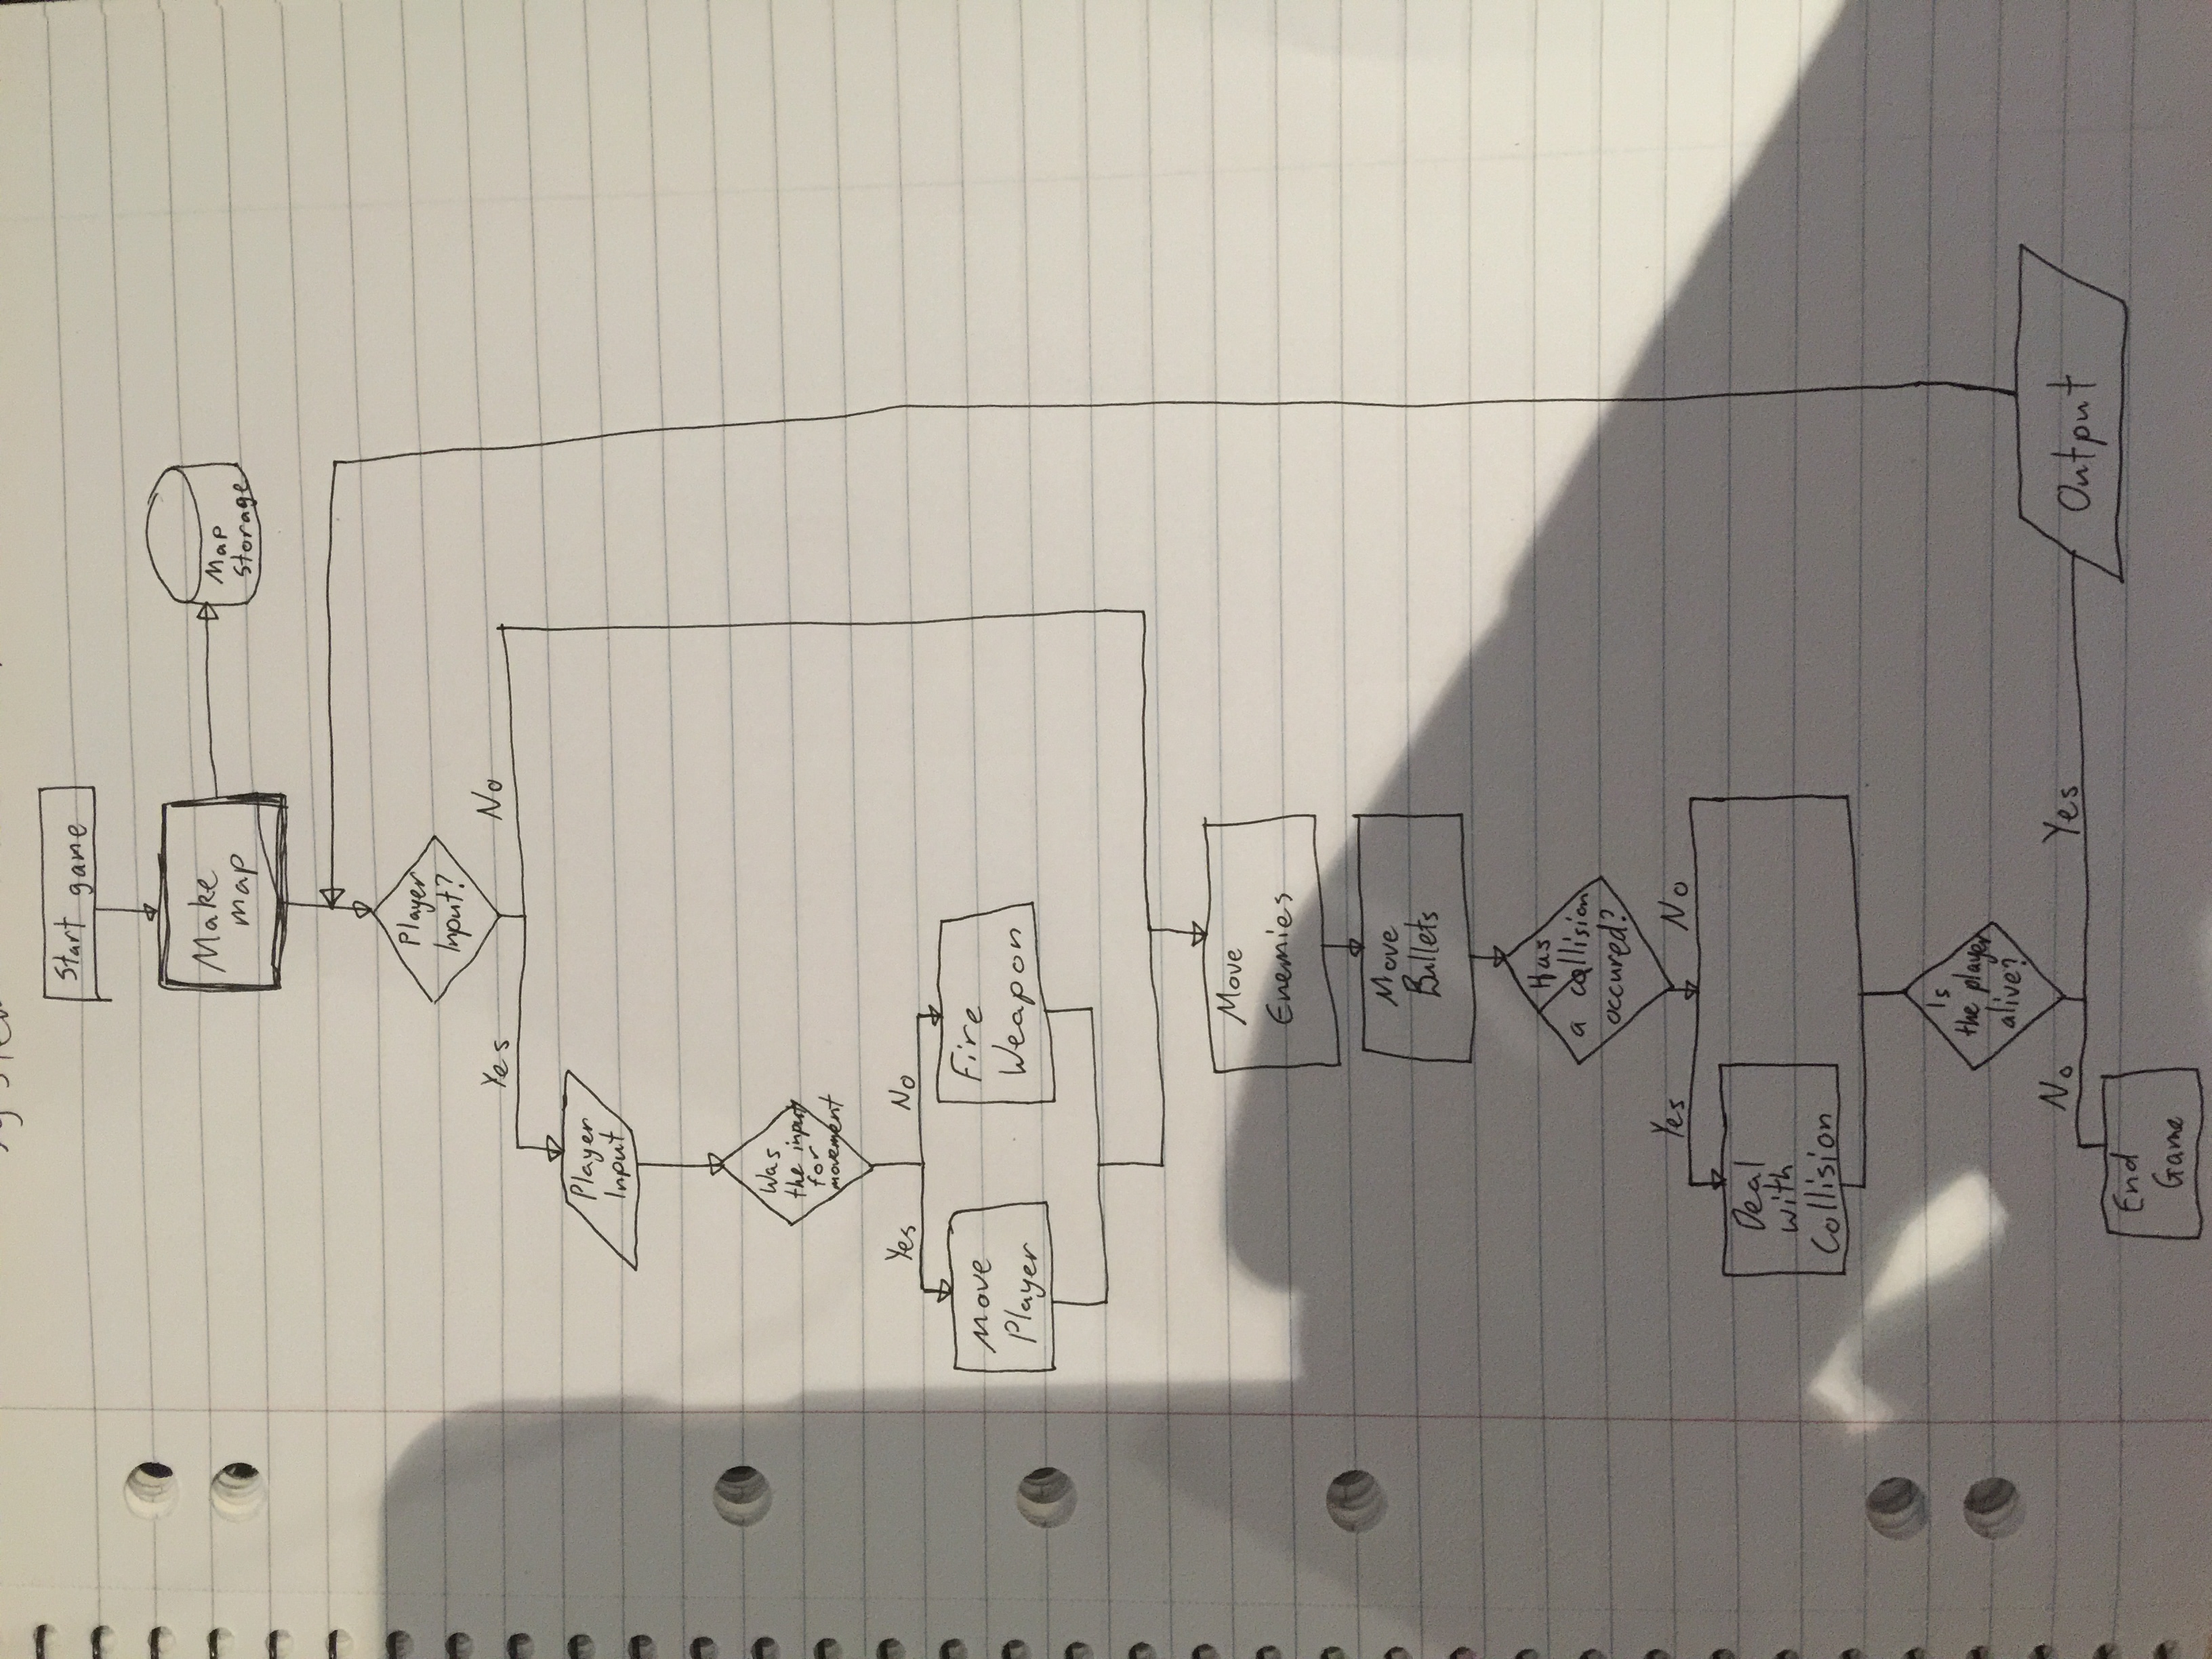 System
Start game
Make
map
Map
Storage
Player
Input?
Yes
No
Player
Input
Was
the input
for
movement
Yes
No
Move
Player
Fire
Weapon
Move
Enemies
Move
Bullets
Has
a collision
occured?
Yes
No
Deal
with
Collision
Is
the player
alive?
No
Yes
Output
End
Game